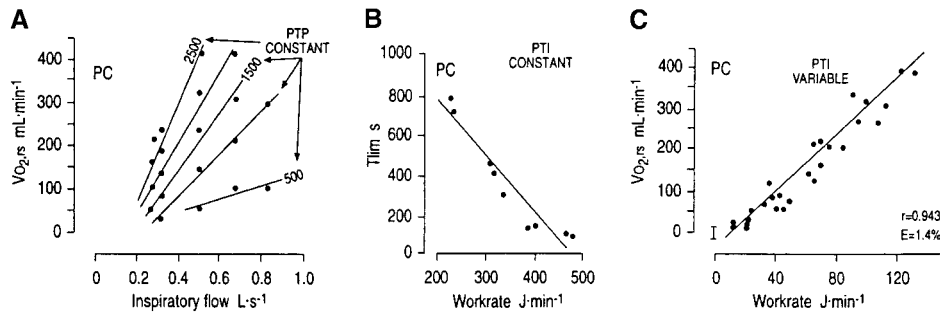 A
PTP
CONSTANT
2500
1500
500
PC
400
300
200
100
0
Vo2,rs mL·min-1
0 0.2 0.4 0.6 0.8 1.0
Inspiratory flow L·s-1
B
PTI
CONSTANT
PC
1000
800
600
400
200
0
Tlim s
200 300 400 500
Workrate J·min-1
C
PTI
VARIABLE
PC
400
300
200
100
0
Vo2,rs mL·min-1
r=0.943
E=1.4%
0 40 80 120
Workrate J·min-1